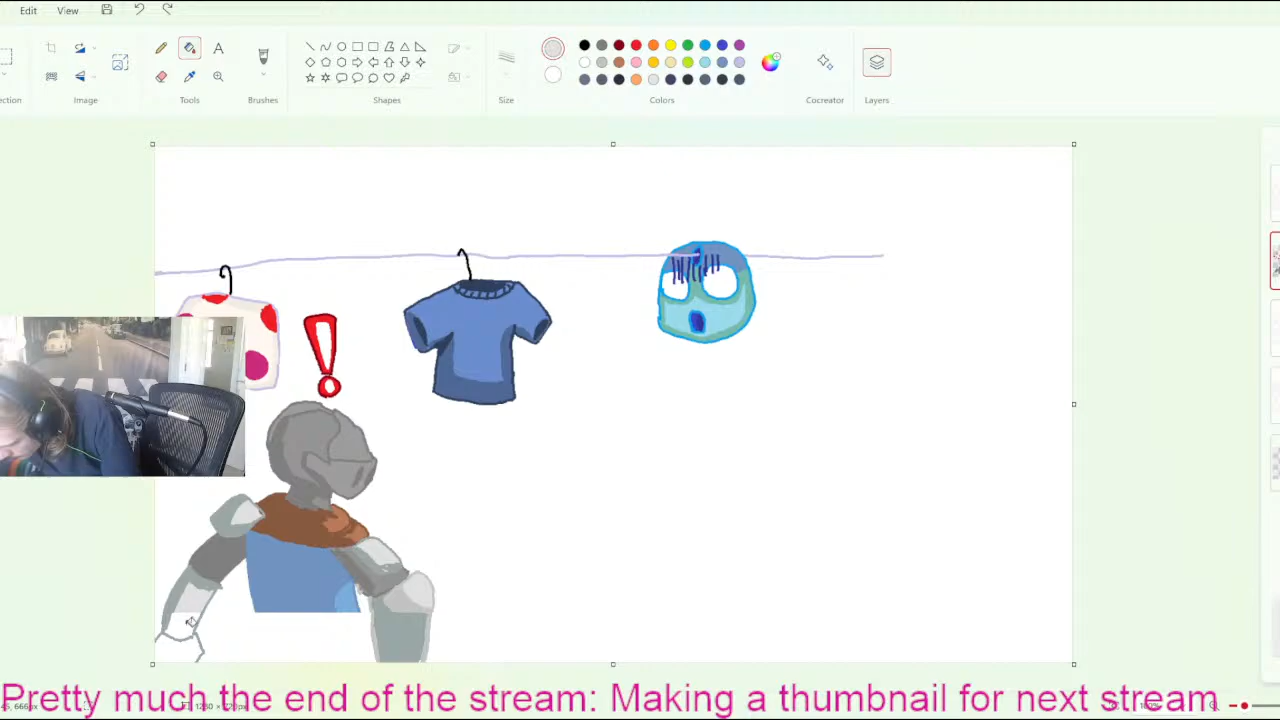 Edit View
Image
Tools
Brushes
Shapes
Size
Colors
Cocreator
Layers
Pretty much the end of the stream: Making a thumbnail for next stream